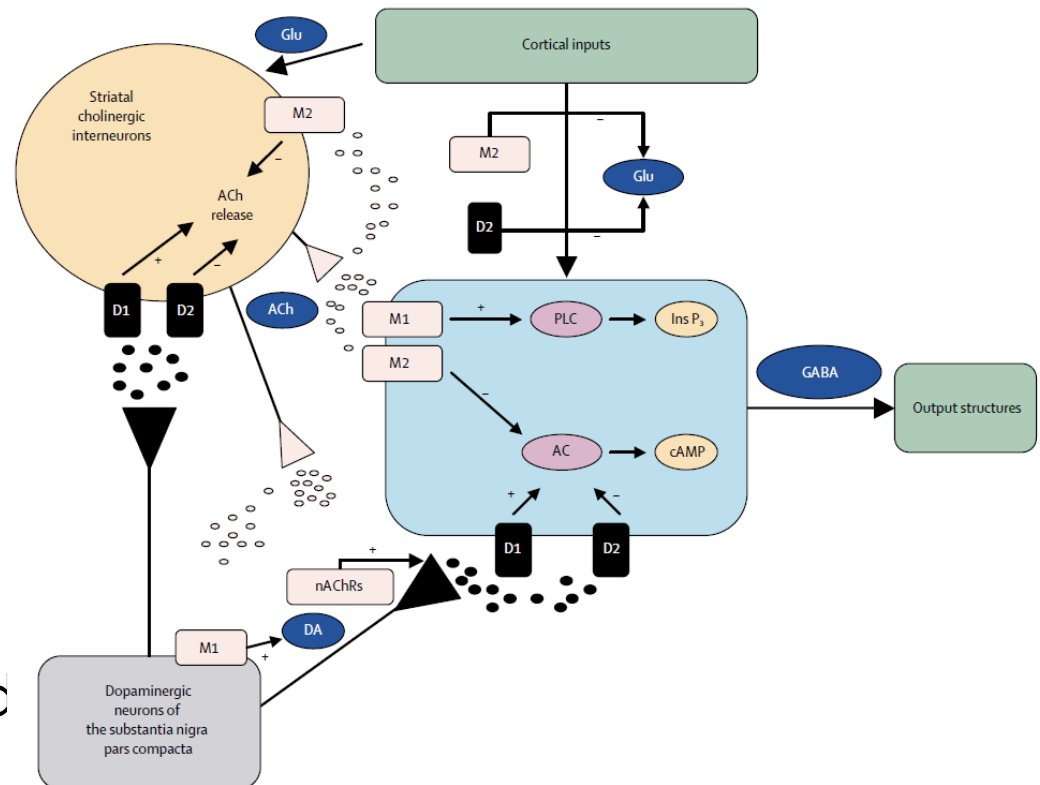 Glu
Cortical inputs
Striatal
cholinergic
interneurons
M2
–
M2
–
Glu
ACh
release
D2
–
+
–
D1
D2
ACh
M1
+
PLC
Ins P₃
M2
–
GABA
Output structures
AC
cAMP
+
–
D1
D2
+
nAChRs
DA
M1
+
Dopaminergic
neurons of
the substantia nigra
pars compacta